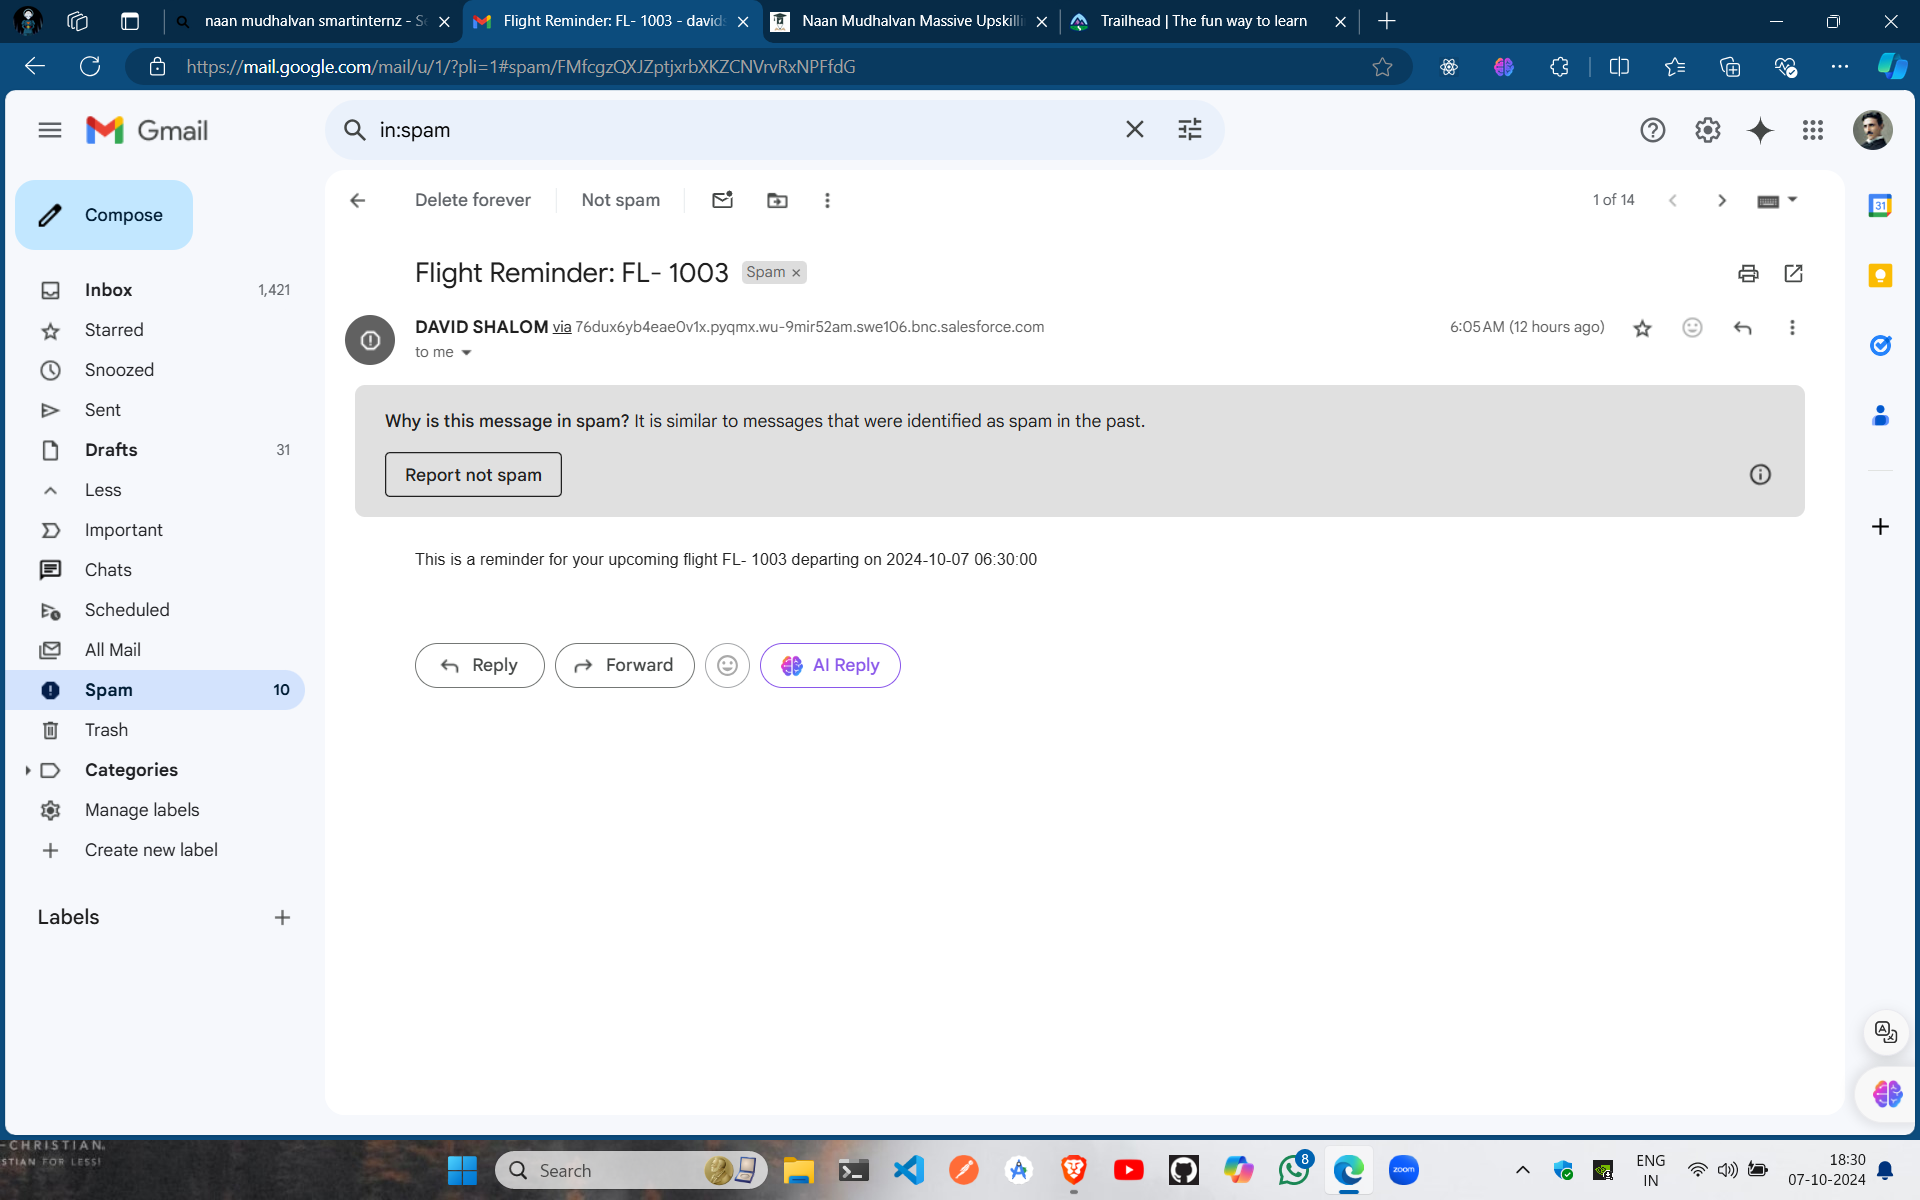 naan mudhalvan smartinternz - Se
Flight Reminder: FL- 1003 - davids
Naan Mudhalvan Massive Upskilli
Trailhead | The fun way to learn
https://mail.google.com/mail/u/1/?pli=1#spam/FMfcgzQXJZptjxrbXKZCNVrvRxNPFfdG
Gmail
in:spam
Compose
Delete forever
Not spam
1 of 14
Flight Reminder: FL- 1003
Spam ×
Inbox 1,421
Starred
Snoozed
Sent
Drafts 31
Less
Important
Chats
Scheduled
All Mail
Spam 10
Trash
Categories
Manage labels
Create new label
Labels
DAVID SHALOM via 76dux6yb4eae0v1x.pyqmx.wu-9mir52am.swe106.bnc.salesforce.com
6:05 AM (12 hours ago)
to me
Why is this message in spam? It is similar to messages that were identified as spam in the past.
Report not spam
This is a reminder for your upcoming flight FL- 1003 departing on 2024-10-07 06:30:00
Reply
Forward
AI Reply
31
CHRISTIAN
STIAN FOR LESS!
Search
8
zoom
ENG
IN
18:30
07-10-2024